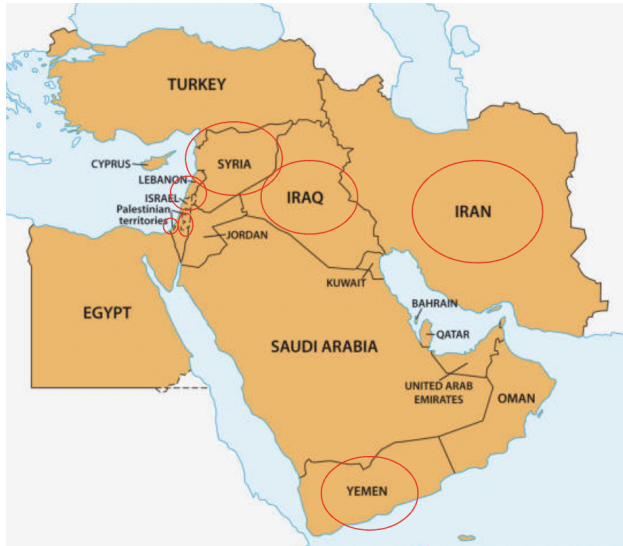 TURKEY
CYPRUS
SYRIA
LEBANON
ISRAEL
Palestinian
territories
IRAQ
IRAN
JORDAN
KUWAIT
EGYPT
BAHRAIN
QATAR
SAUDI ARABIA
UNITED ARAB
EMIRATES
OMAN
YEMEN